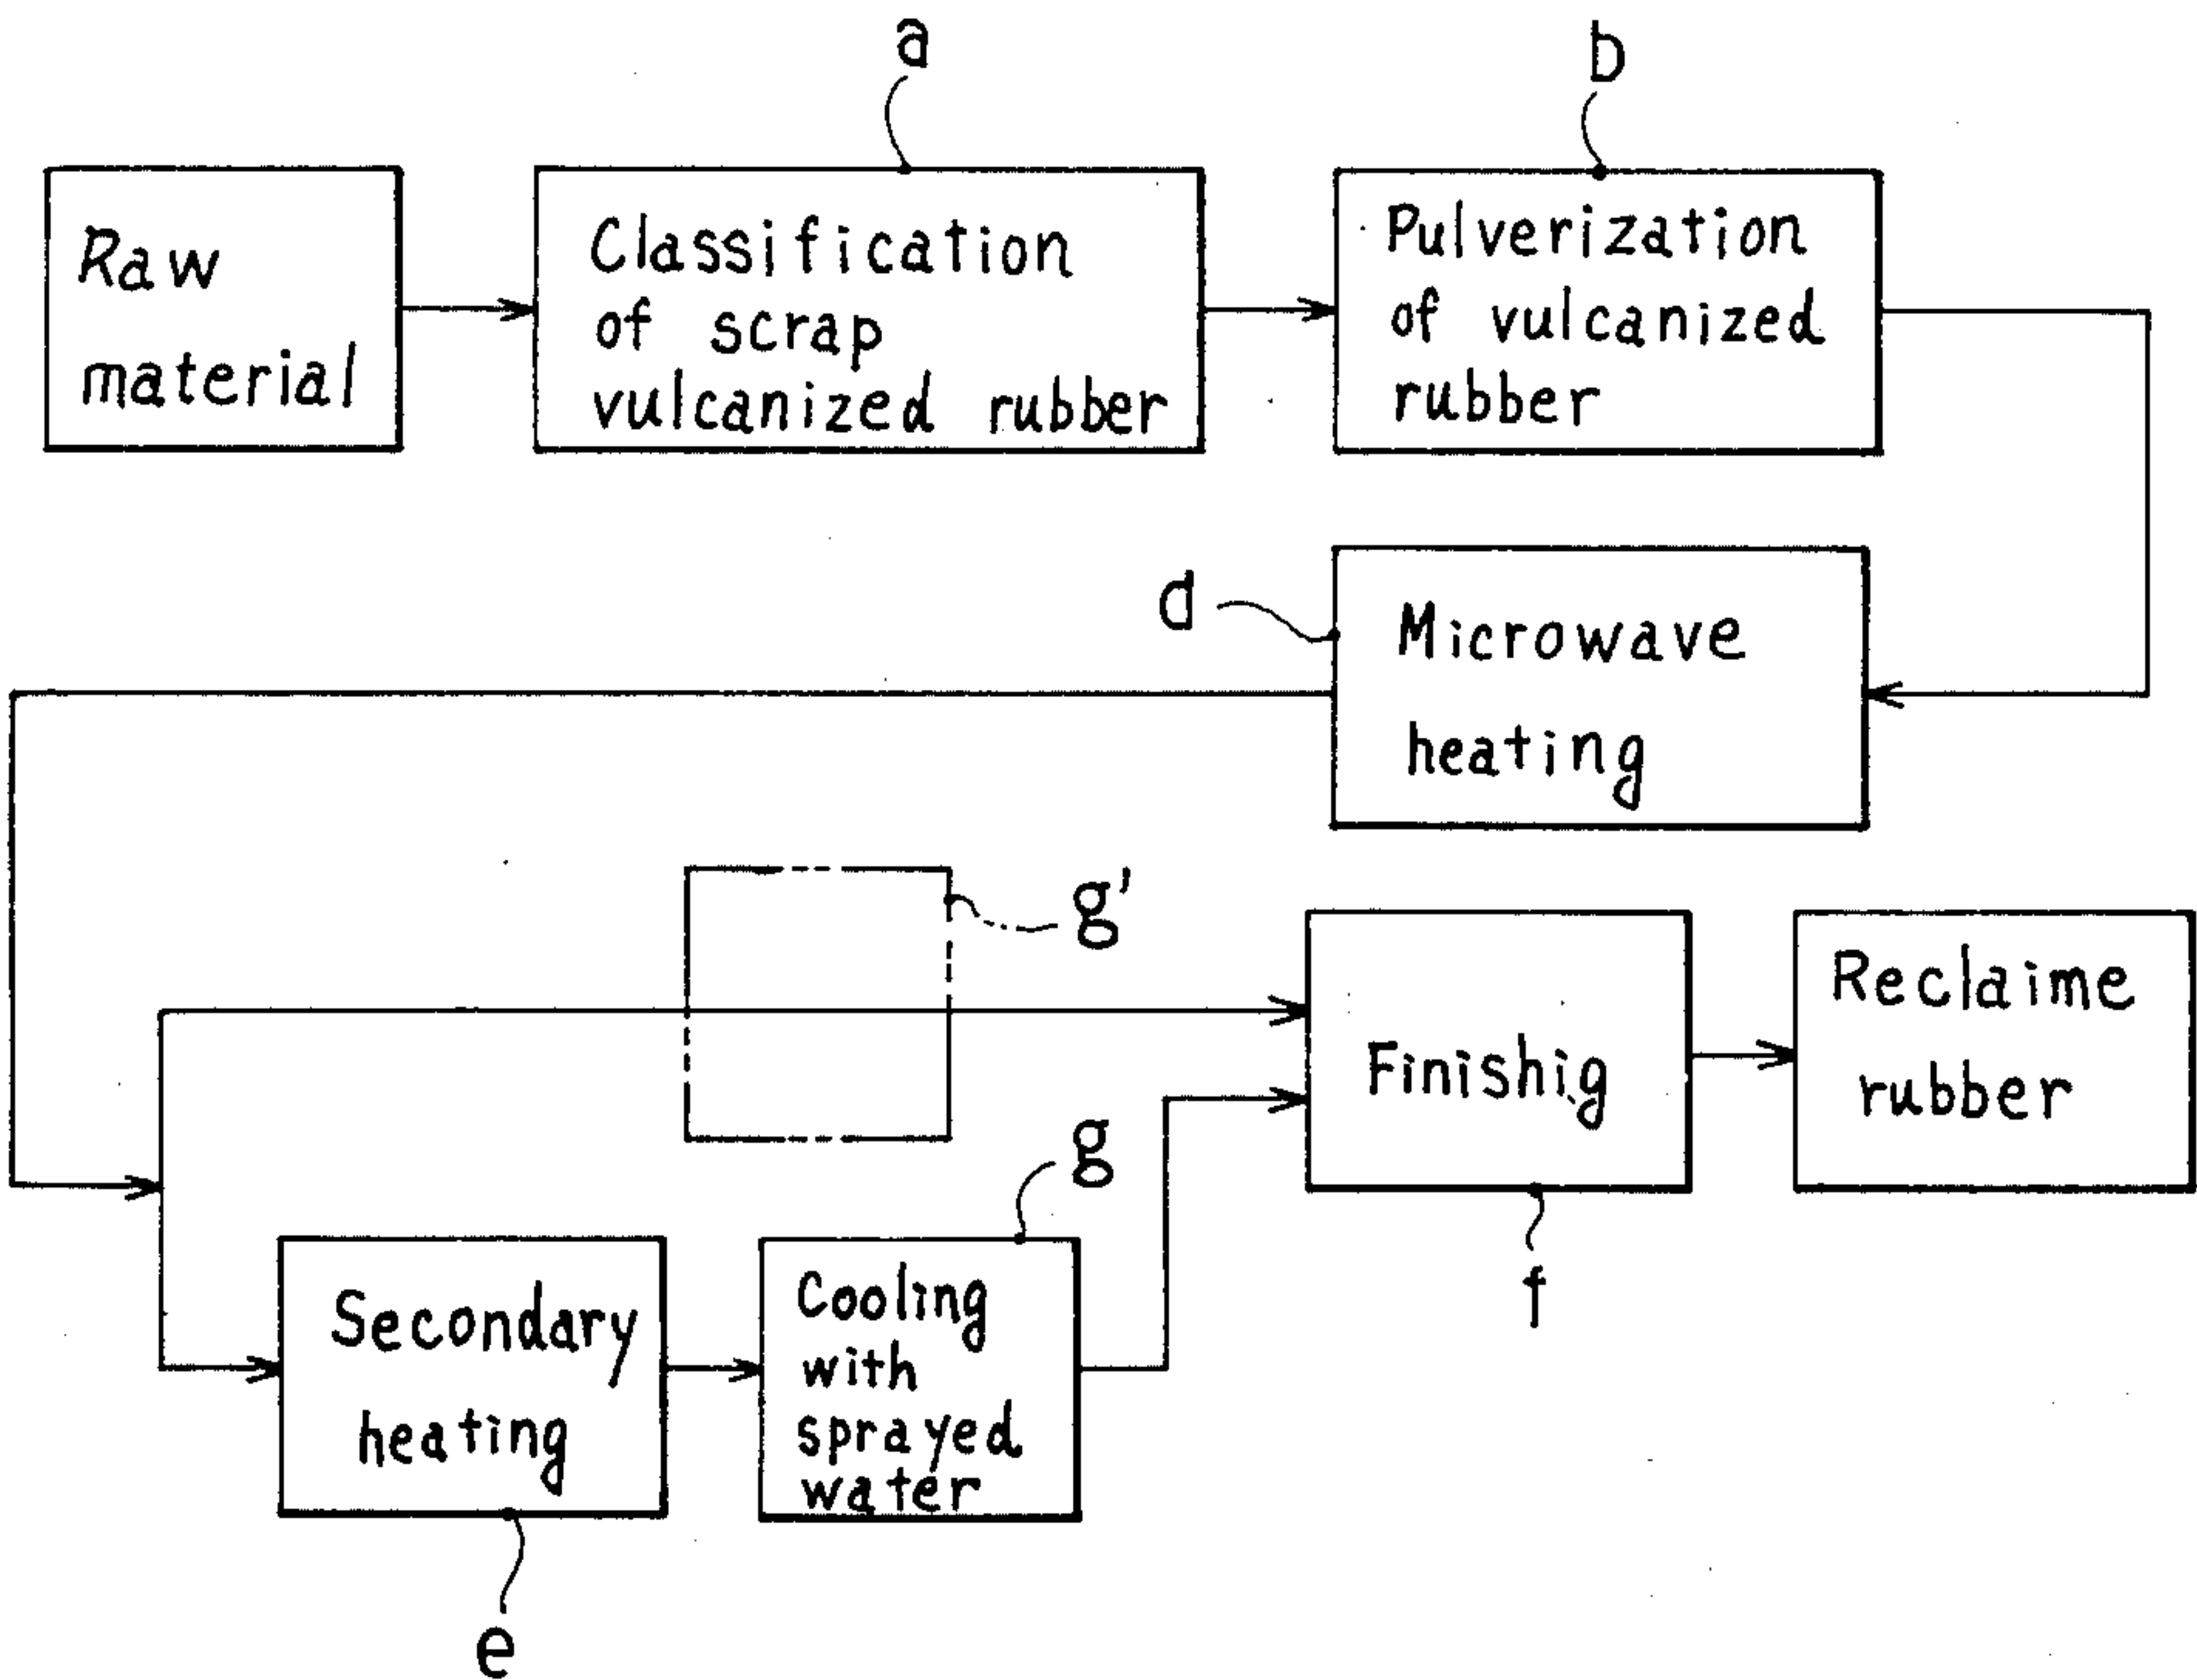 a
b
Raw
material
Classification
of scrap
vulcanized rubber
Pulverization
of vulcanized
rubber
d
Microwave
heating
g'
g
Finishig
Reclaime
rubber
f
Secondary
heating
Cooling
with
sprayed
water
e